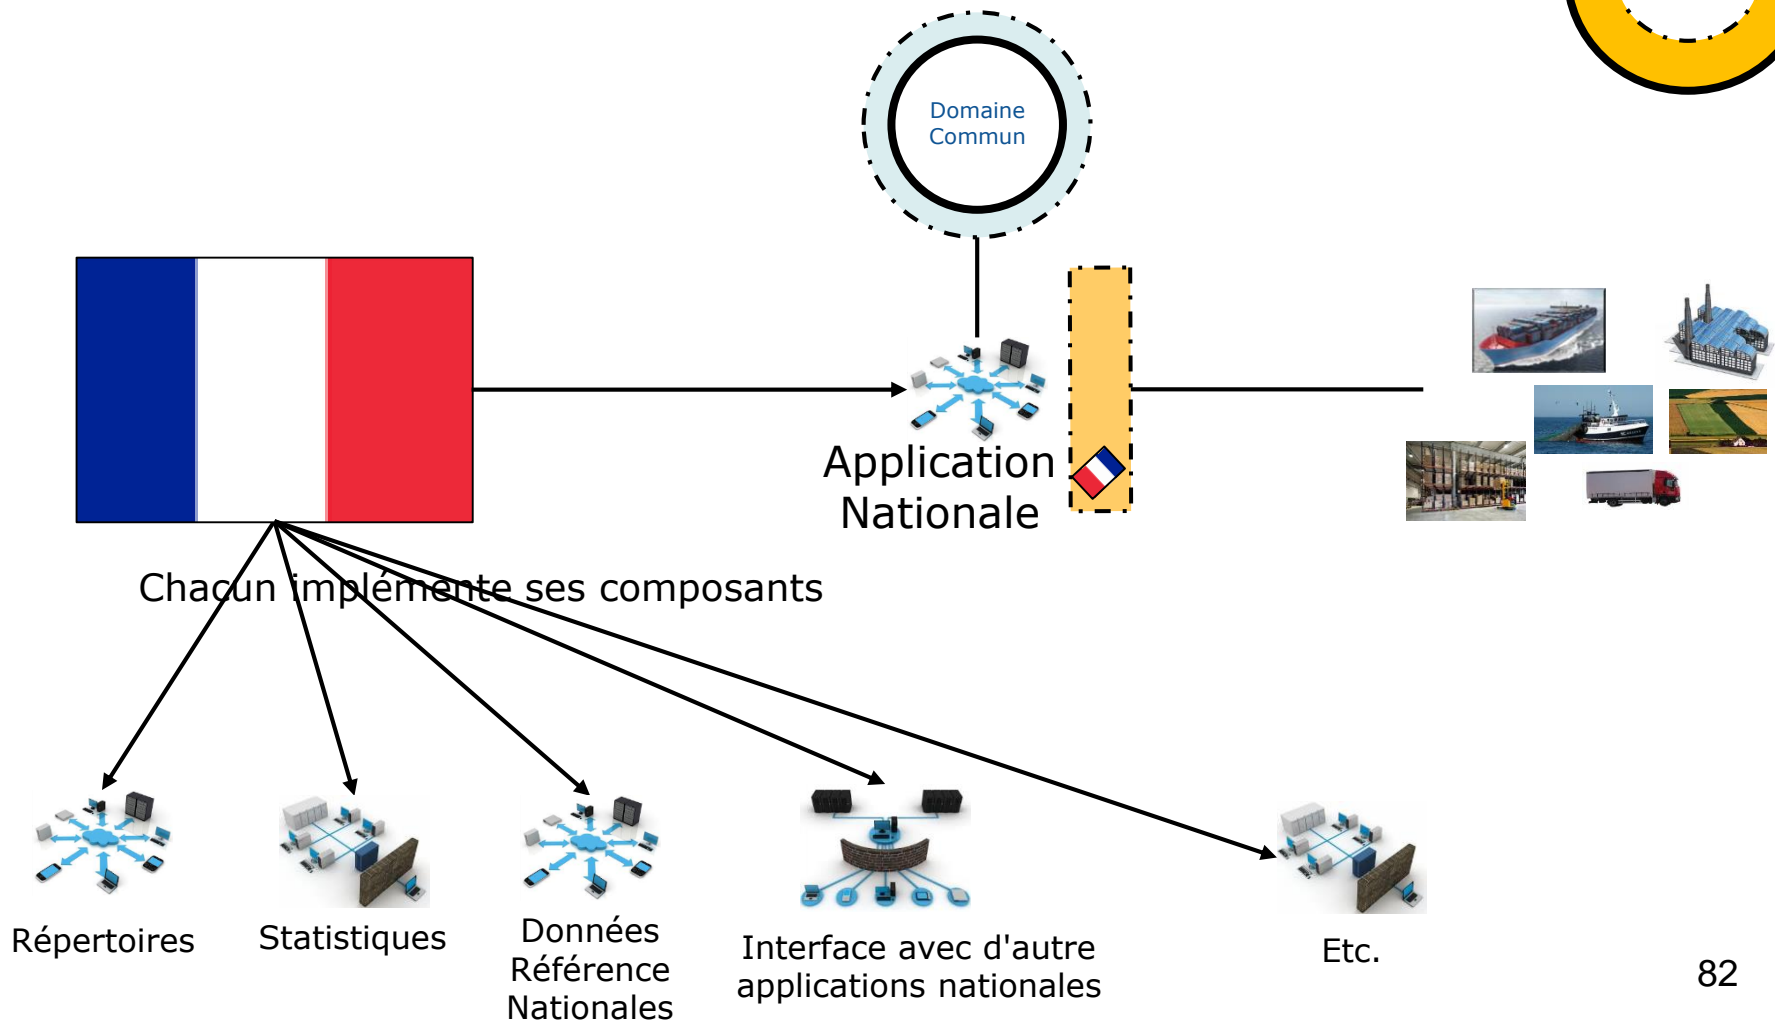 Domaine
Commun
Application
Nationale
Chacun implémente ses composants
Répertoires
Statistiques
Données
Référence
Nationales
Interface avec d'autre
applications nationales
Etc.
82